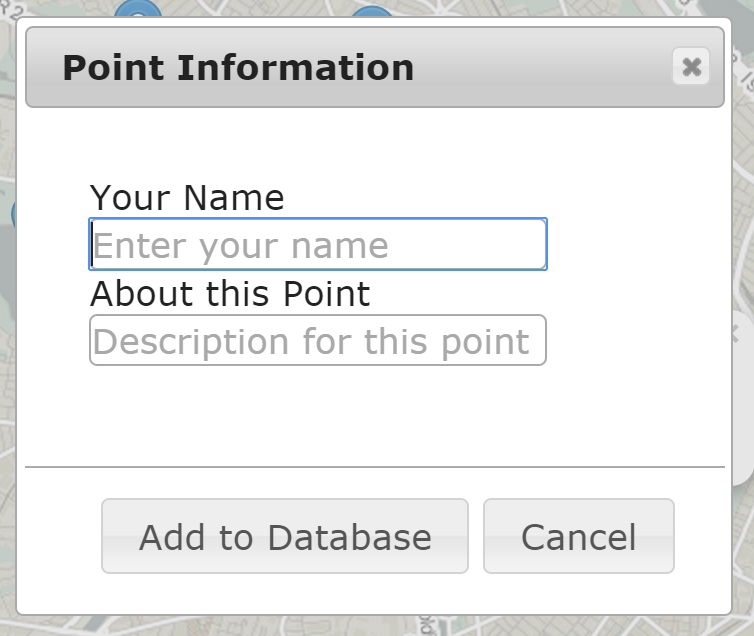 Point Information
Your Name
Enter your name
About this Point
Description for this point
Add to Database
Cancel